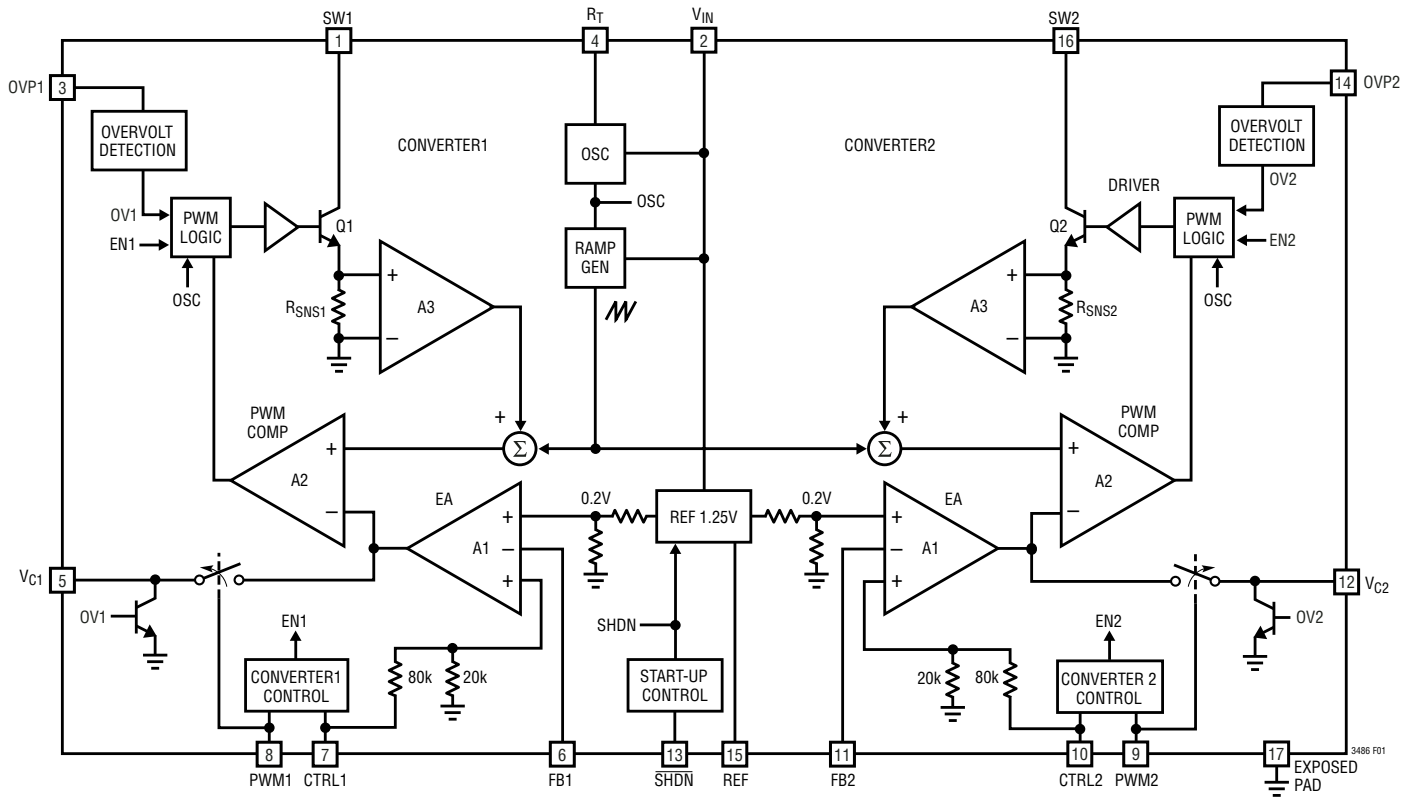 SW1
1
RT
4
VIN
2
SW2
16
OVP1
3
14
OVP2
OVERVOLT
DETECTION
CONVERTER1
OSC
CONVERTER2
OVERVOLT
DETECTION
OV1
EN1
PWM
LOGIC
OSC
Q1
OSC
RAMP
GEN
DRIVER
Q2
PWM
LOGIC
OV2
EN2
OSC
RSNS1
+
−
A3
+
−
A3
RSNS2
PWM
COMP
A2
+
−
+
Σ
+
Σ
PWM
COMP
A2
+
−
EA
A1
+
−
+
0.2V
REF 1.25V
0.2V
EA
A1
+
−
+
VC1
5
OV1
12
VC2
OV2
EN1
CONVERTER1
CONTROL
80k
20k
SHDN
START-UP
CONTROL
20k
80k
EN2
CONVERTER 2
CONTROL
8
PWM1
7
CTRL1
6
FB1
13
SHDN
15
REF
11
FB2
10
CTRL2
9
PWM2
17
EXPOSED
PAD
3486 F01